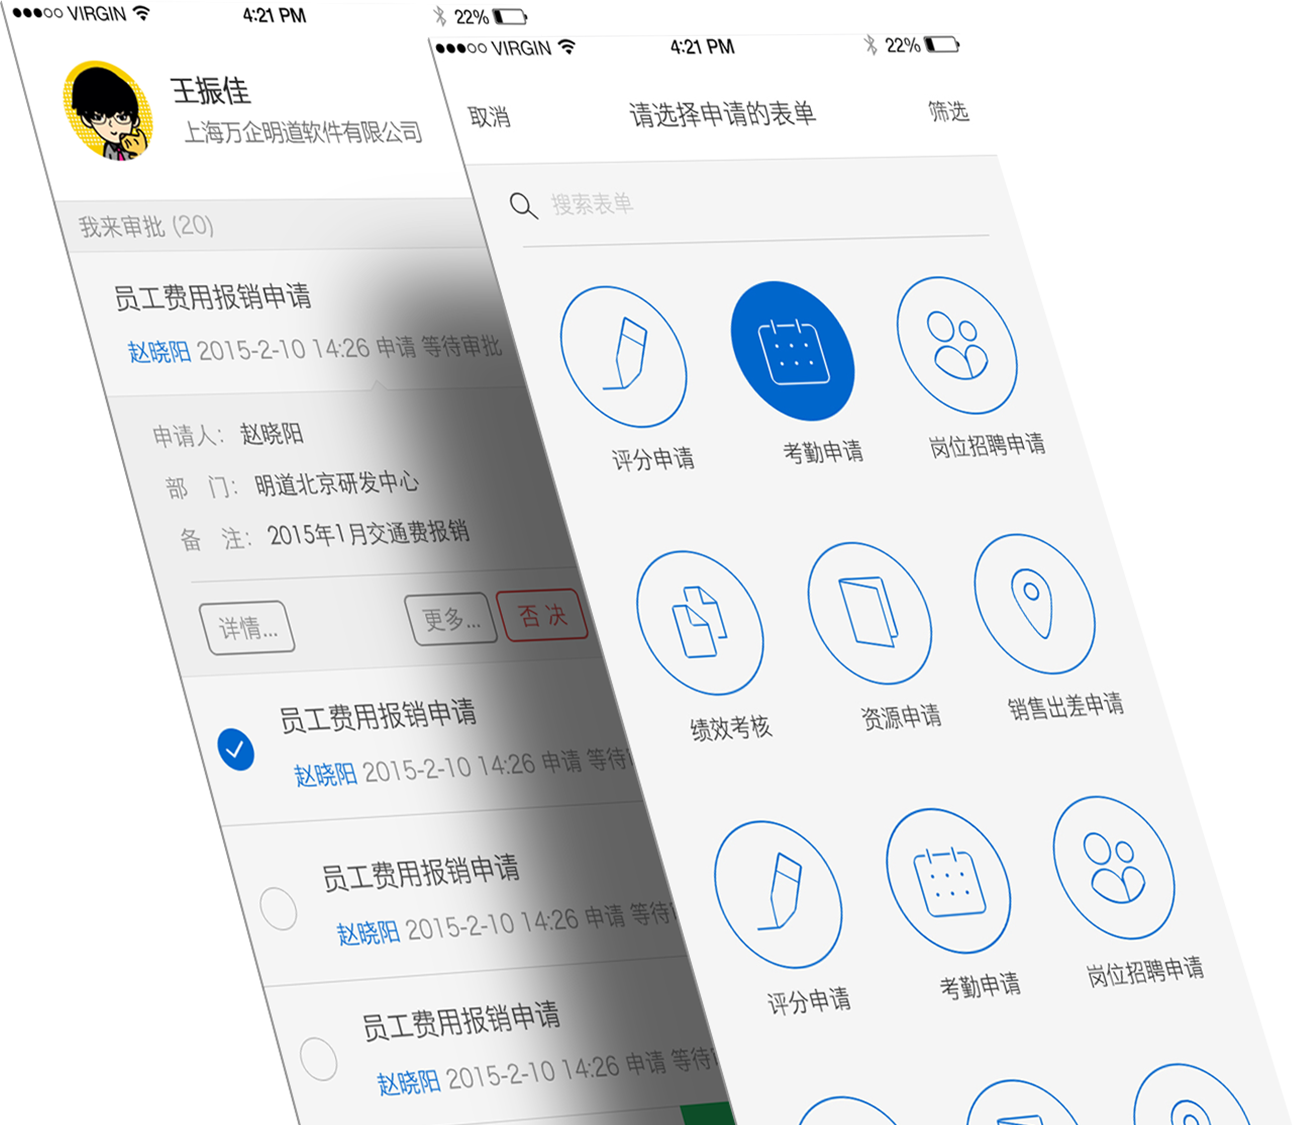 ●●●○○ VIRGIN 4:21 PM 22%
王振佳
上海万企明道软件有限公司
我来审批 (20)
员工费用报销申请
赵晓阳 2015-2-10 14:26 申请 等待审批
申请人： 赵晓阳
部 门： 明道北京研发中心
备 注： 2015年1月交通费报销
详情...
更多...
否 决
员工费用报销申请
赵晓阳 2015-2-10 14:26 申请 等待
员工费用报销申请
赵晓阳 2015-2-10 14:26 申请 等待
员工费用报销申请
赵晓阳 2015-2-10 14:26 申请 等待
●●●○○ VIRGIN 4:21 PM 22%
取消 请选择申请的表单 筛选
搜索表单
评分申请 考勤申请 岗位招聘申请
绩效考核 资源申请 销售出差申请
评分申请 考勤申请 岗位招聘申请